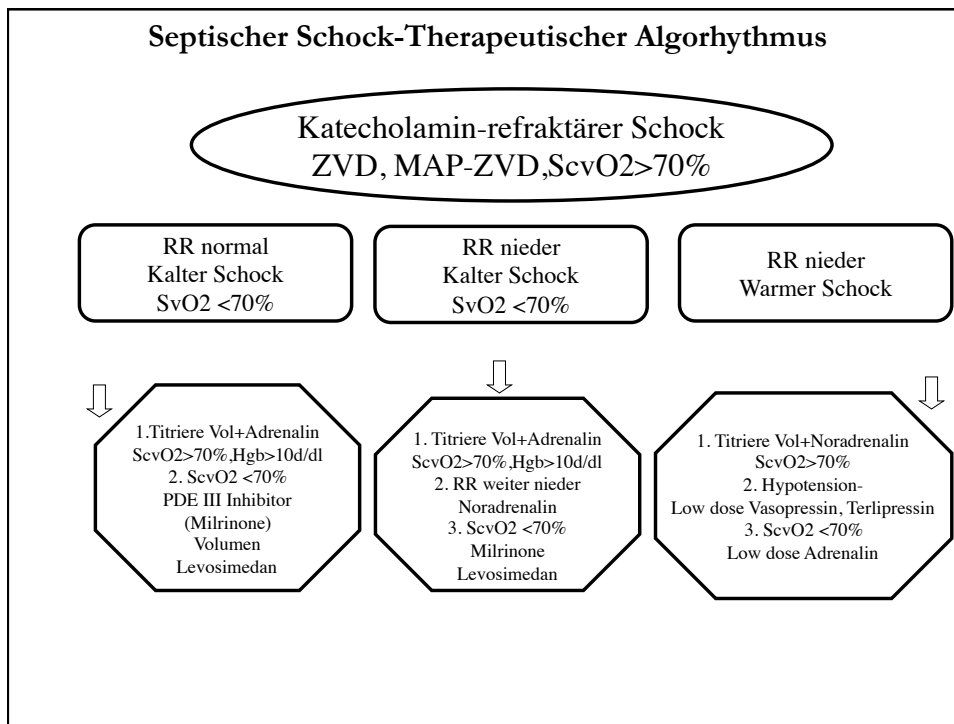 Septischer Schock-Therapeutischer Algorhythmus
Katecholamin-refraktärer Schock
ZVD, MAP-ZVD,ScvO2>70%
RR normal
Kalter Schock
SvO2 <70%
RR nieder
Kalter Schock
SvO2 <70%
RR nieder
Warmer Schock
1.Titriere Vol+Adrenalin
ScvO2>70%,Hgb>10d/dl
2. ScvO2 <70%
PDE III Inhibitor
(Milrinone)
Volumen
Levosimedan
1. Titriere Vol+Adrenalin
ScvO2>70%,Hgb>10d/dl
2. RR weiter nieder
Noradrenalin
3. ScvO2 <70%
Milrinone
Levosimedan
1. Titriere Vol+Noradrenalin
ScvO2>70%
2. Hypotension-
Low dose Vasopressin, Terlipressin
3. ScvO2 <70%
Low dose Adrenalin